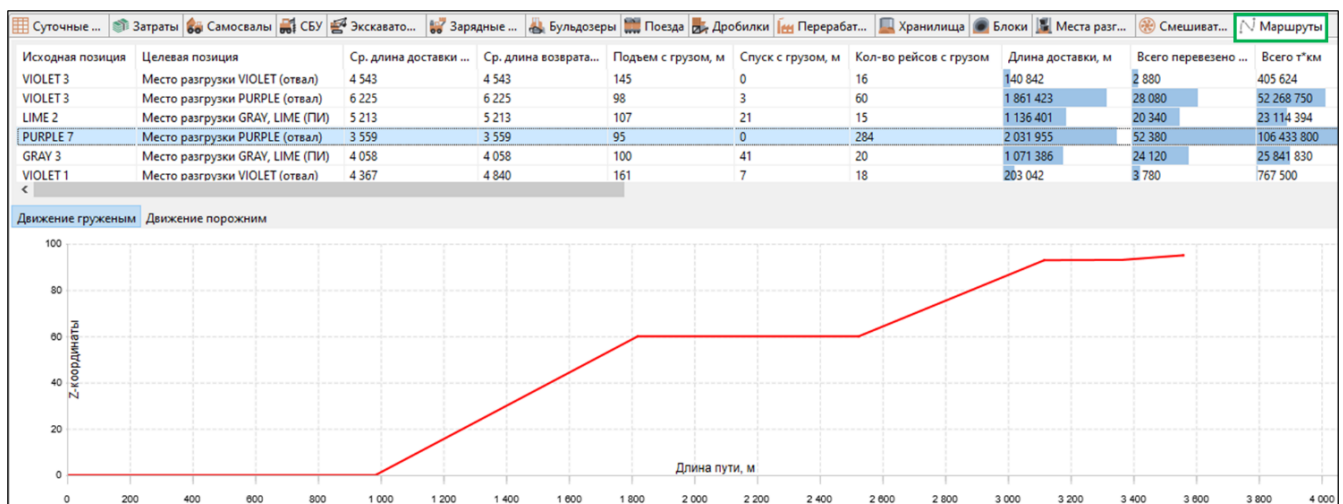 Суточные ... Затраты Самосвалы СБУ Экскавато... Зарядные ... Бульдозеры Поезда Дробилки Перерабат... Хранилища Блоки Места разг... Смешиват... Маршруты
Исходная позиция Целевая позиция Ср. длина доставки ... Ср. длина возврата... Подъем с грузом, м Спуск с грузом, м Кол-во рейсов с грузом Длина доставки, м Всего перевезено ... Всего т*км
VIOLET 3 Место разгрузки VIOLET (отвал) 4 543 4 543 145 0 16 140 842 2 880 405 624
VIOLET 3 Место разгрузки PURPLE (отвал) 6 225 6 225 98 3 60 1 861 423 28 080 52 268 750
LIME 2 Место разгрузки GRAY, LIME (ПИ) 5 213 5 213 107 21 15 1 136 401 20 340 23 114 394
PURPLE 7 Место разгрузки PURPLE (отвал) 3 559 3 559 95 0 284 2 031 955 52 380 106 433 800
GRAY 3 Место разгрузки GRAY, LIME (ПИ) 4 058 4 058 100 41 20 1 071 386 24 120 25 841 830
VIOLET 1 Место разгрузки VIOLET (отвал) 4 367 4 840 161 7 18 203 042 3 780 767 500
Движение груженым Движение порожним
100
80
60
40
20
0
Z-координаты
Длина пути, м
0 200 400 600 800 1 000 1 200 1 400 1 600 1 800 2 000 2 200 2 400 2 600 2 800 3 000 3 200 3 400 3 600 3 800 4 000